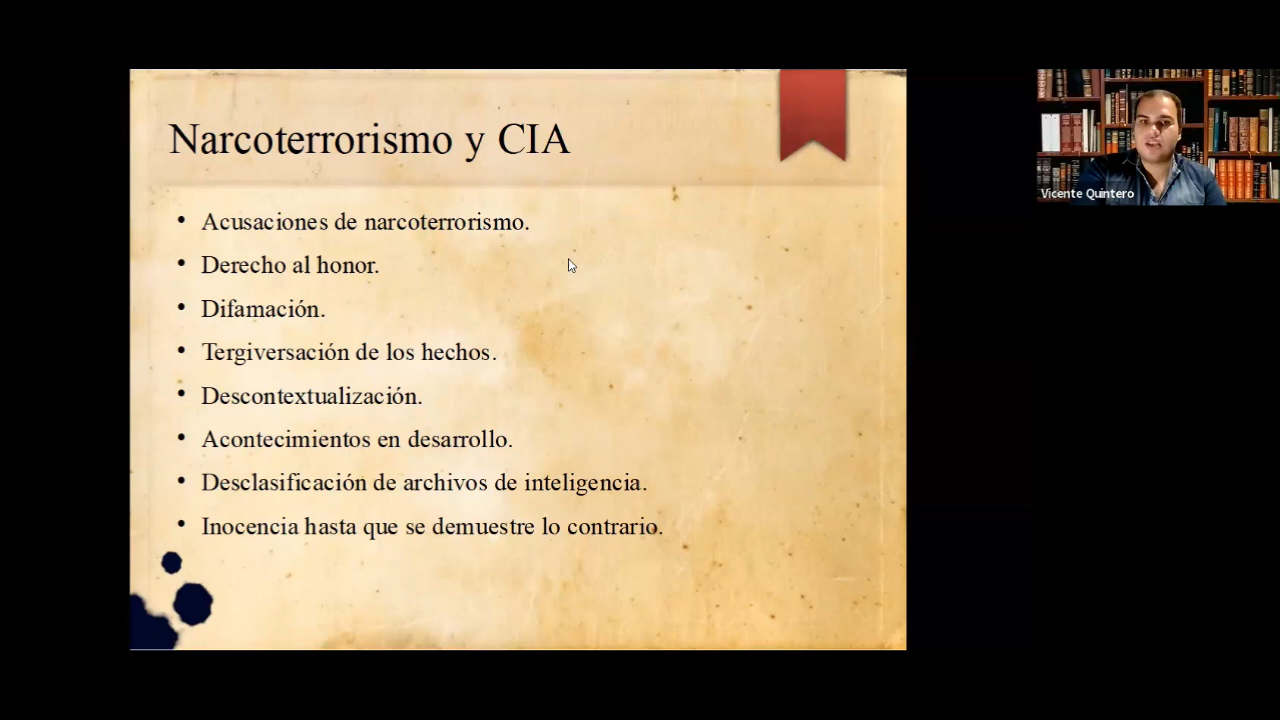 Narcoterrorismo y CIA
Acusaciones de narcoterrorismo.
Derecho al honor.
Difamación.
Tergiversación de los hechos.
Descontextualización.
Acontecimientos en desarrollo.
Desclasificación de archivos de inteligencia.
Inocencia hasta que se demuestre lo contrario.
Vicente Quintero